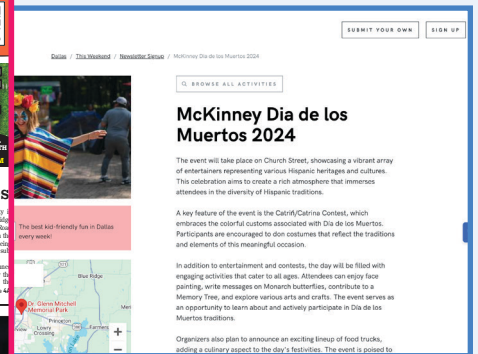 SUBMIT YOUR OWN
SIGN UP
Dallas / This Weekend / Newsletter Signup / McKinney Dia de los Muertos 2024
BROWSE ALL ACTIVITIES
McKinney Dia de los
Muertos 2024
The event will take place on Church Street, showcasing a vibrant array
of entertainers representing various Hispanic heritages and cultures.
This celebration aims to create a rich atmosphere that immerses
attendees in the diversity of Hispanic traditions.
A key feature of the event is the Catrifi/Catrina Contest, which
embraces the colorful customs associated with Dia de los Muertos.
Participants are encouraged to don costumes that reflect the traditions
and elements of this meaningful occasion.
In addition to entertainment and contests, the day will be filled with
engaging activities that cater to all ages. Attendees can enjoy face
painting, write messages on Monarch butterflies, contribute to a
Memory Tree, and explore various arts and crafts. The event serves as
an opportunity to learn about and actively participate in Dia de los
Muertos traditions.
Organizers also plan to announce an exciting lineup of food trucks,
adding a culinary aspect to the day's festivities. The event is poised to
The best kid-friendly fun in Dallas
every week!
Blue Ridge
Dr. Glenn Mitchell
Memorial Park
Princeton
Lowry
Crossing
Farmers
+
−